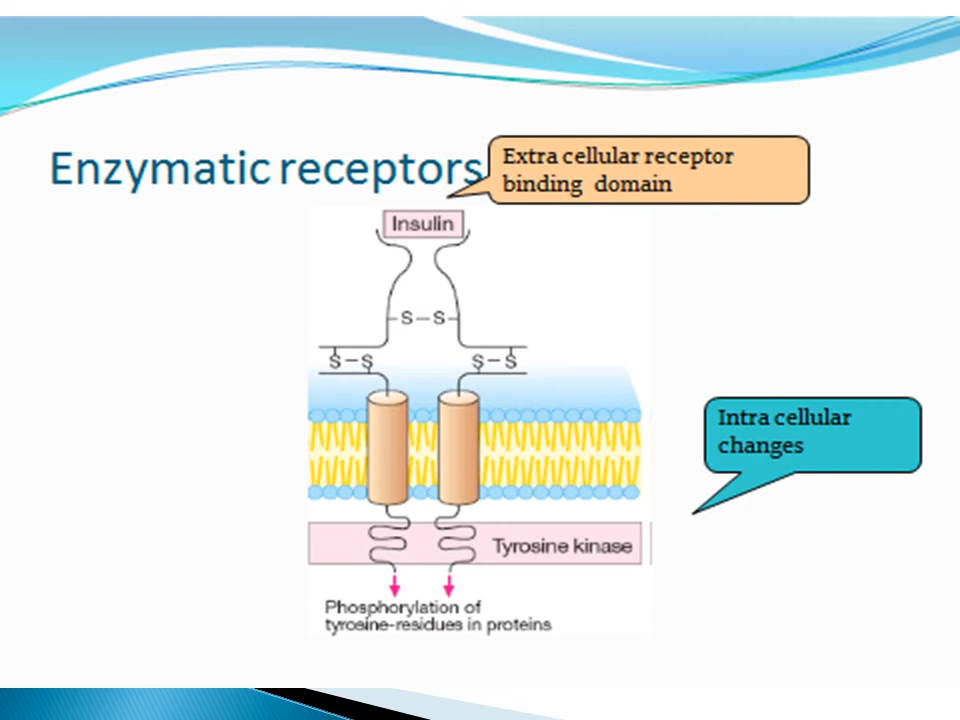 Enzymatic receptors
Extra cellular receptor
binding domain
Insulin
S-S
S-S
S-S
Intra cellular
changes
Tyrosine kinase
Phosphorylation of
tyrosine-residues in proteins